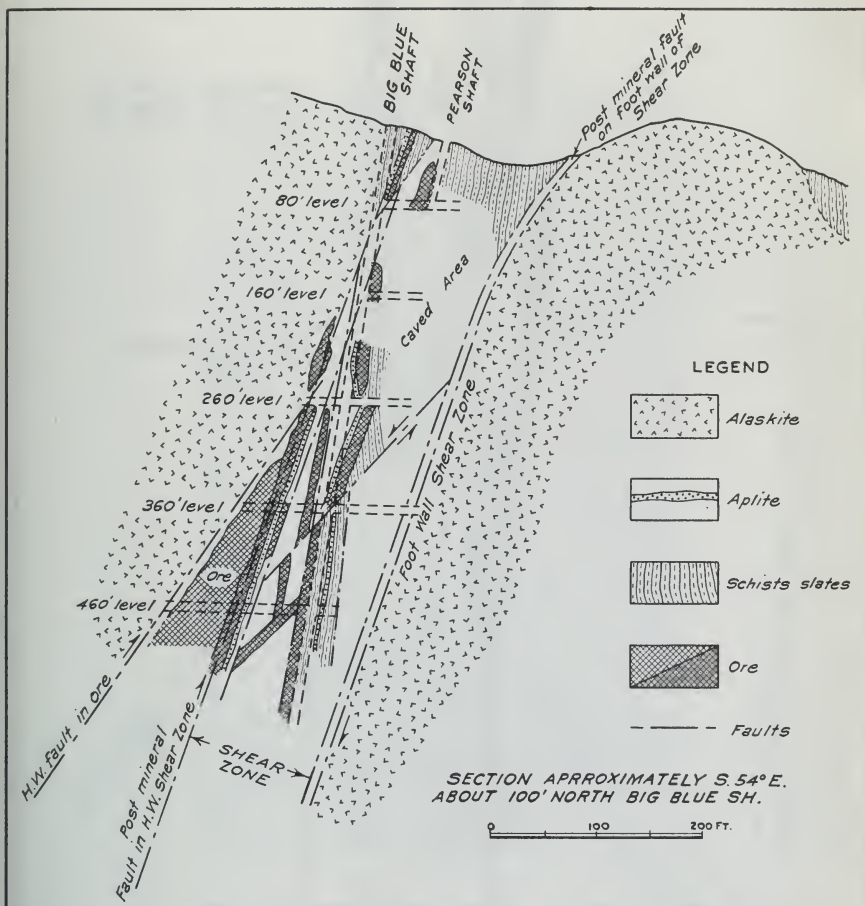 BIG BLUE
SHAFT
PEARSON
SHAFT
Post mineral fault
on foot wall of
Shear Zone
80' level
160' level
Caved Area
260' level
360' level
Ore
460' level
Foot Wall Shear Zone
H.W. fault in ore
Post mineral
Fault in H.W. Shear Zone
SHEAR
ZONE
LEGEND
Alaskite
Aplite
Schists slates
Ore
Faults
SECTION APRROXIMATELY S. 54° E.
ABOUT 100' NORTH BIG BLUE SH.
0 100 200 FT.